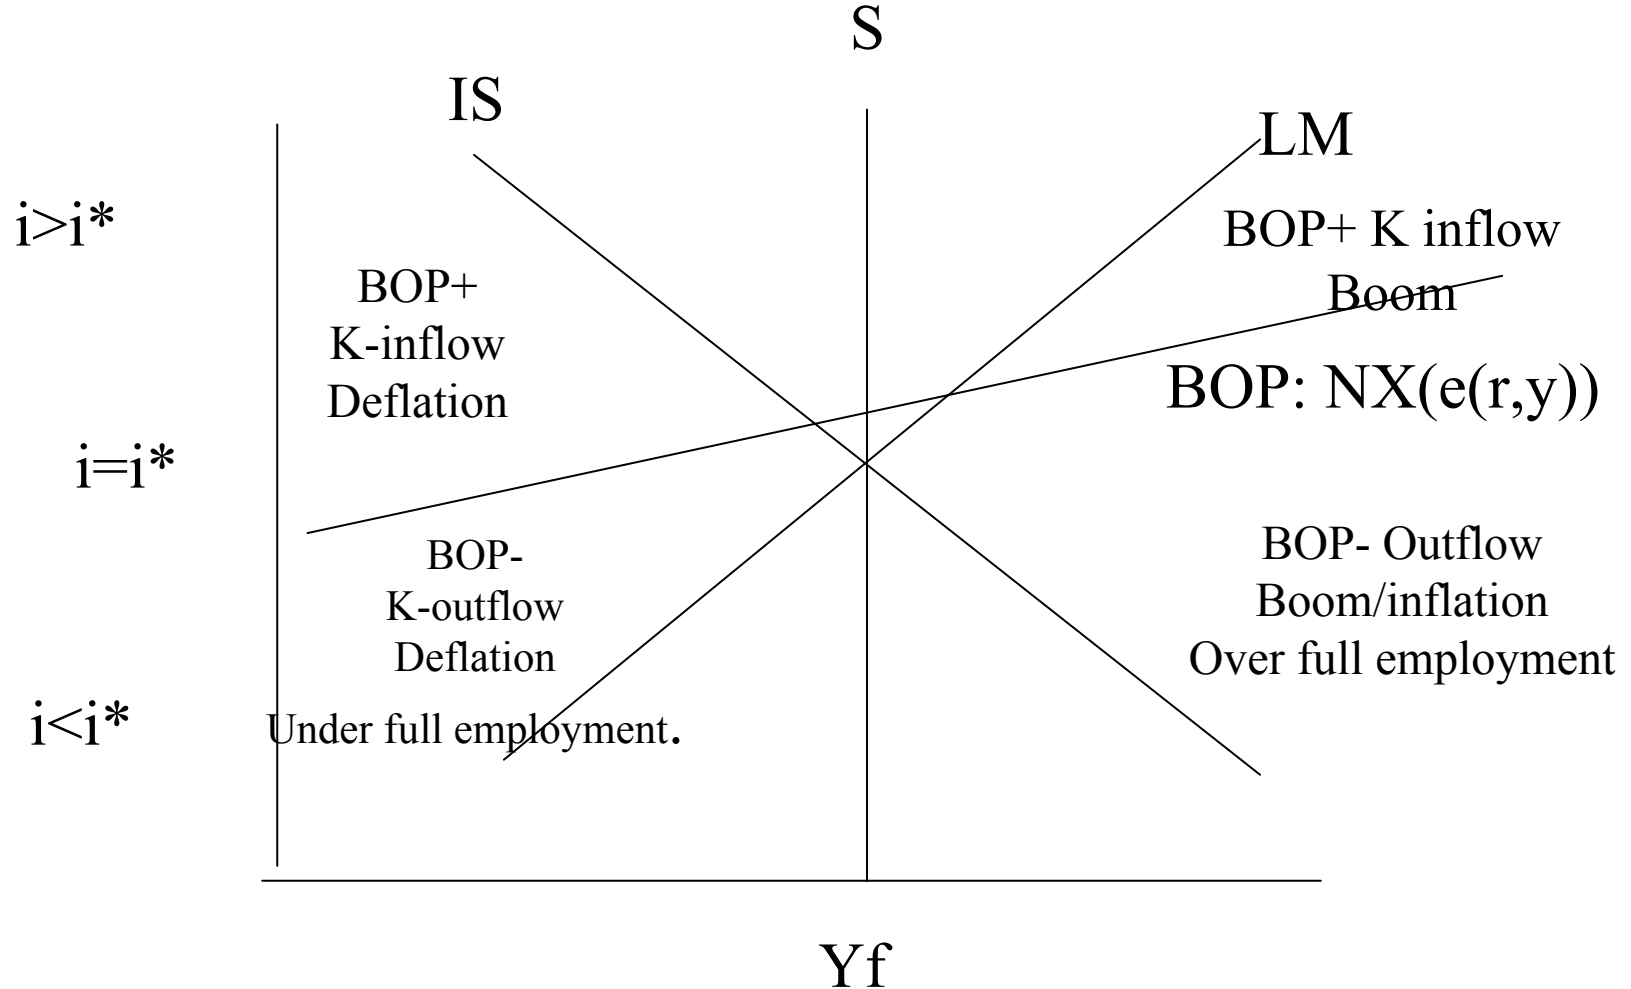 S
IS
LM
i>i*
BOP+ K inflow
Boom
BOP+
K-inflow
Deflation
BOP: NX(e(r,y))
i=i*
BOP-
K-outflow
Deflation
Under full employment.
BOP- Outflow
Boom/inflation
Over full employment
i<i*
Yf